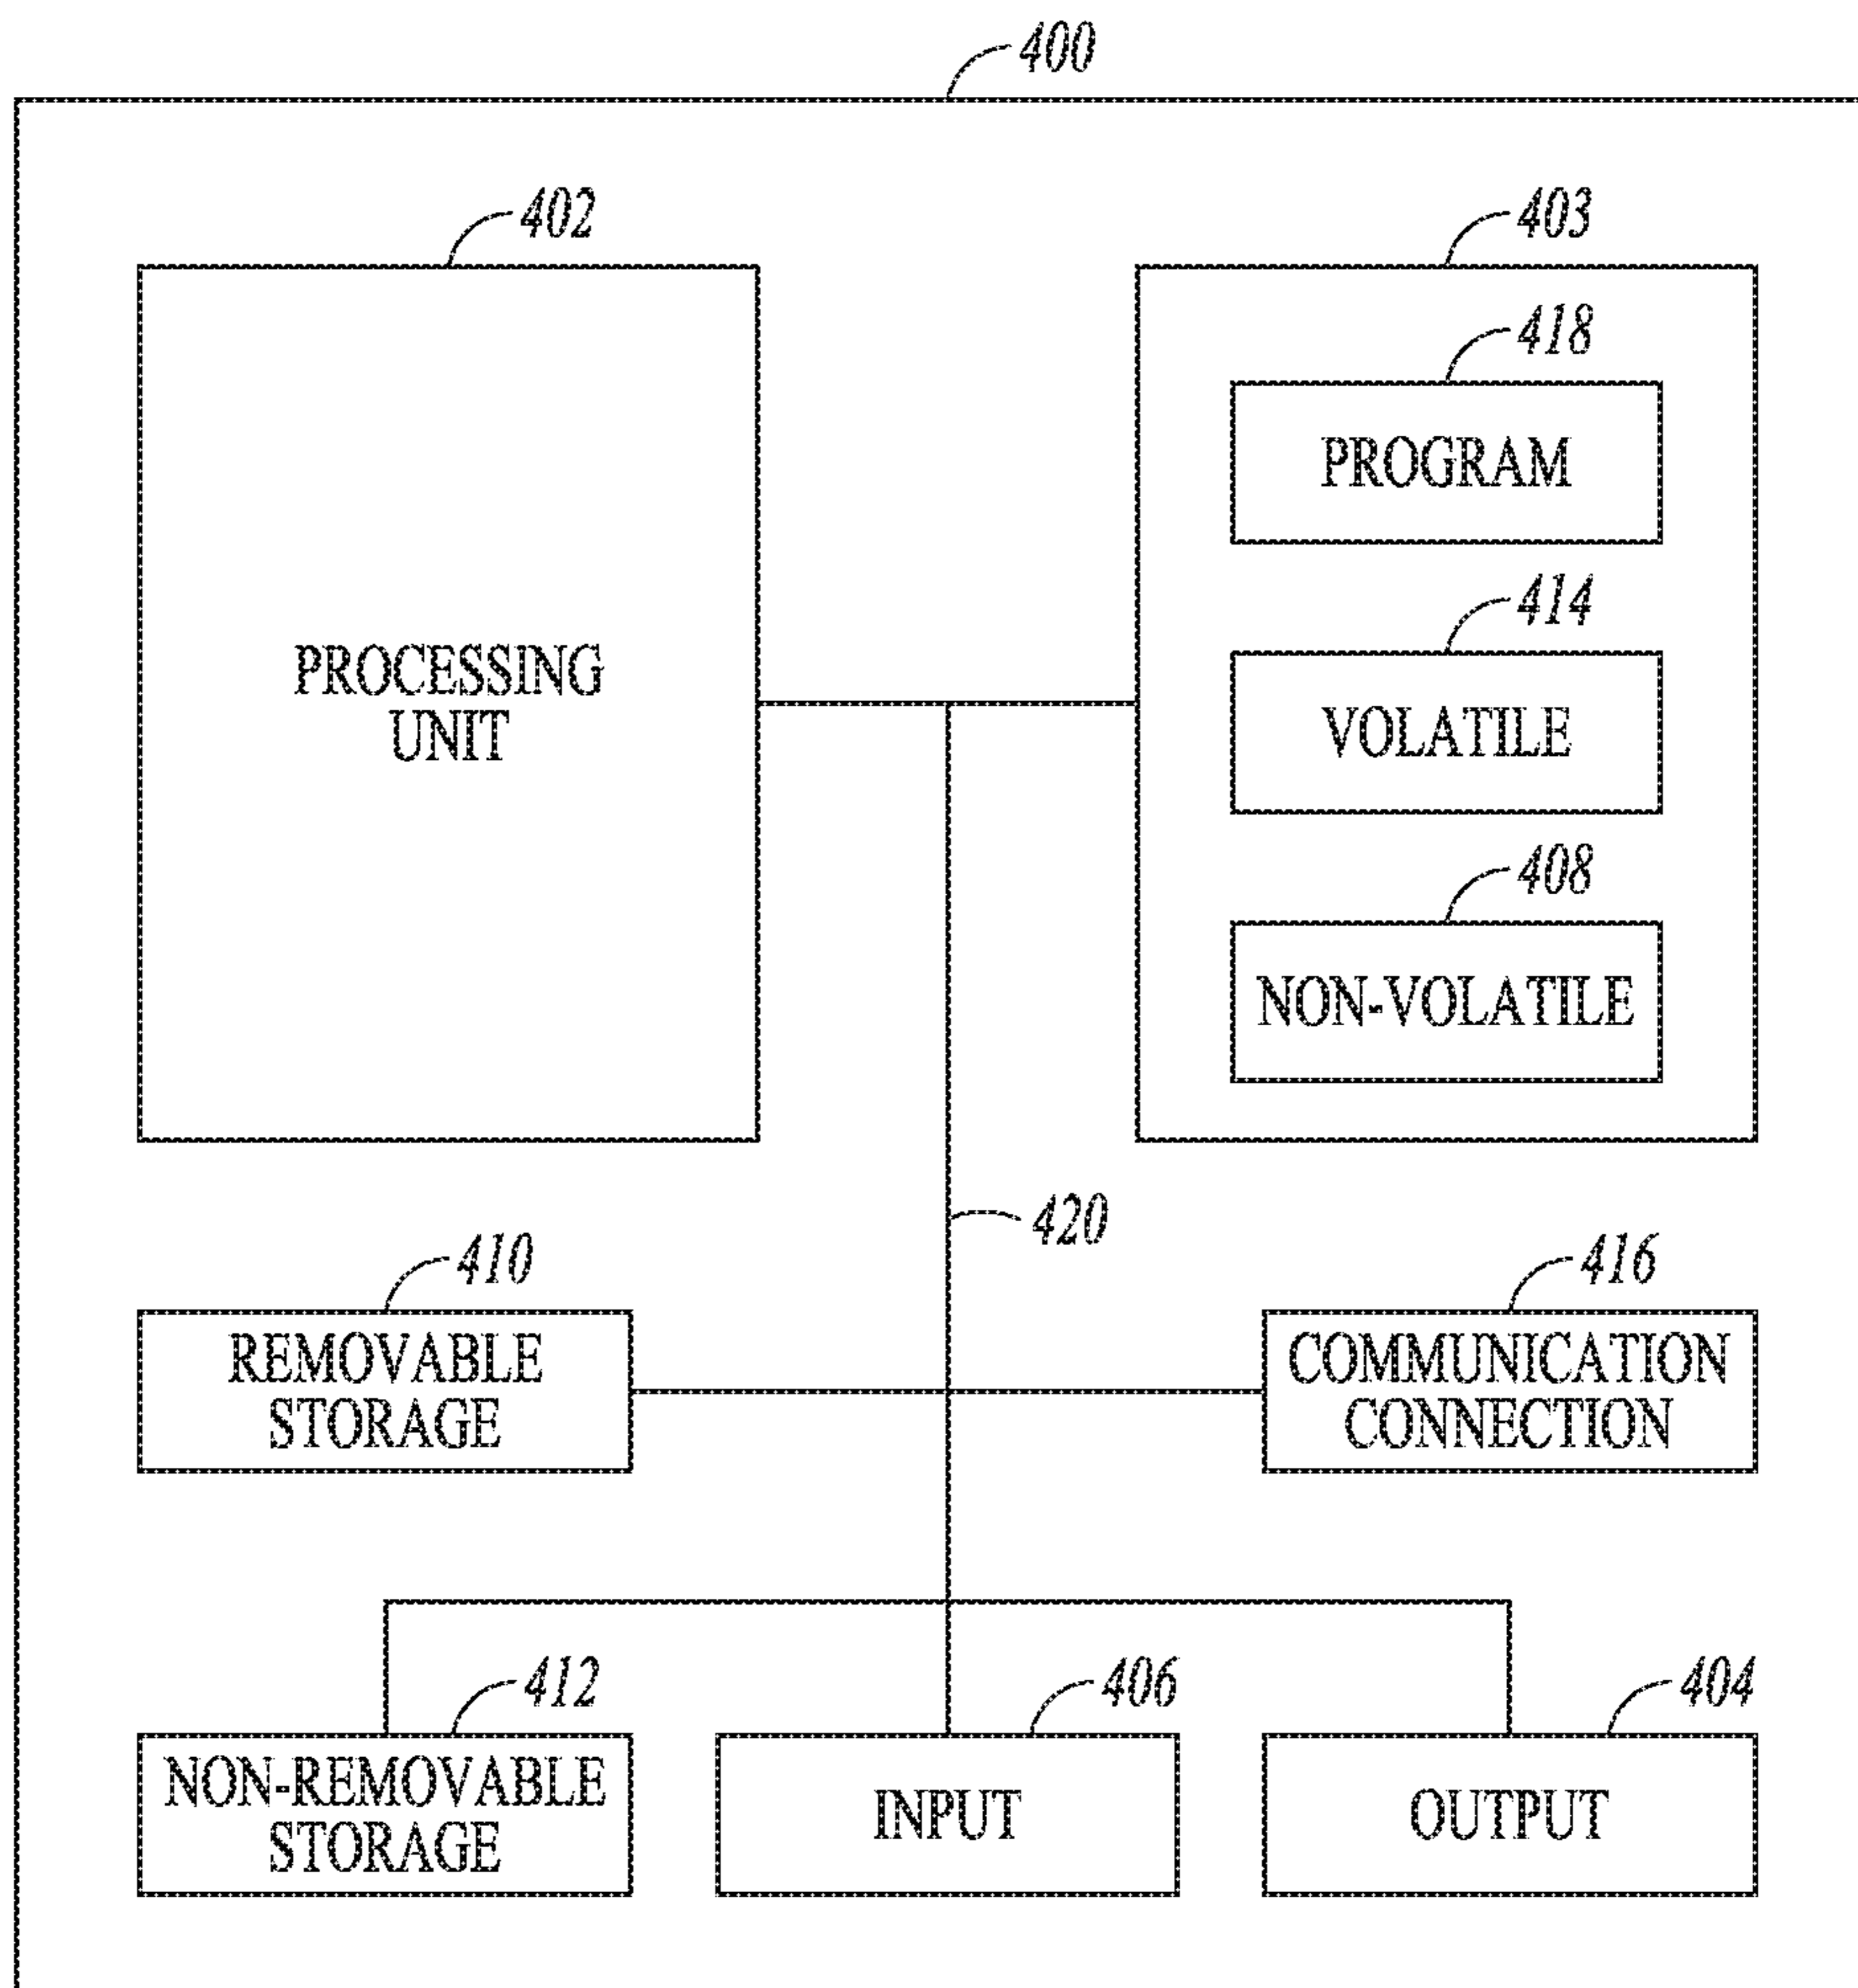 400
402
403
418
PROGRAM
414
PROCESSING
UNIT
VOLATILE
408
NON-VOLATILE
420
410
416
REMOVABLE
STORAGE
COMMUNICATION
CONNECTION
412
406
404
NON-REMOVABLE
STORAGE
INPUT
OUTPUT